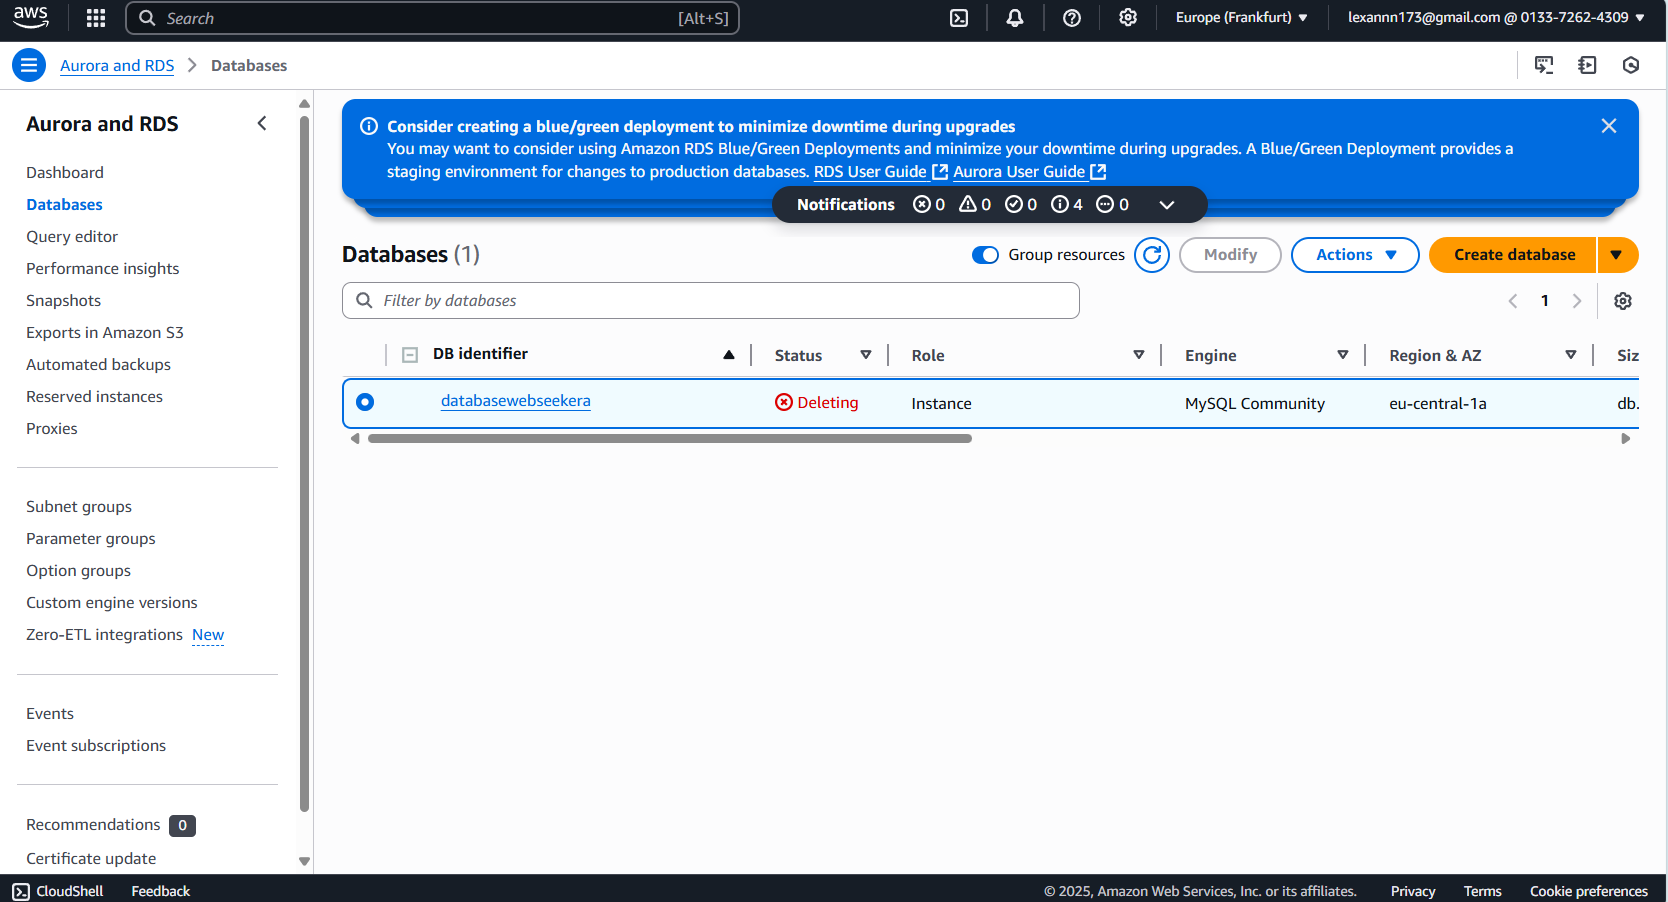 aws
Search
[Alt+S]
Europe (Frankfurt)
lexannn173@gmail.com @ 0133-7262-4309
Aurora and RDS
Databases
Aurora and RDS
Dashboard
Databases
Query editor
Performance insights
Snapshots
Exports in Amazon S3
Automated backups
Reserved instances
Proxies
Subnet groups
Parameter groups
Option groups
Custom engine versions
Zero-ETL integrations New
Events
Event subscriptions
Recommendations 0
Certificate update
Consider creating a blue/green deployment to minimize downtime during upgrades
You may want to consider using Amazon RDS Blue/Green Deployments and minimize your downtime during upgrades. A Blue/Green Deployment provides a
staging environment for changes to production databases. RDS User Guide Aurora User Guide
Notifications 0 0 0 4 0
Databases (1)
Group resources
Modify
Actions
Create database
Filter by databases
1
DB identifier Status Role Engine Region & AZ Siz
databasewebseekera Deleting Instance MySQL Community eu-central-1a db.
CloudShell Feedback
© 2025, Amazon Web Services, Inc. or its affiliates. Privacy Terms Cookie preferences